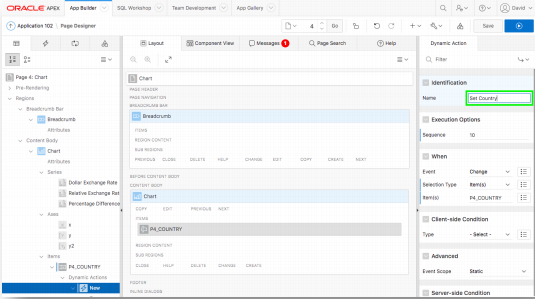 ORACLE APEX App Builder SQL Workshop Team Development App Gallery David
Application 102 \ Page Designer 4 Go Save
Layout Component View Messages 1 Page Search Help Dynamic Action
Page 4: Chart
Pre-Rendering
Regions
Breadcrumb Bar
Breadcrumb
Attributes
Content Body
Chart
Attributes
Series
Dollar Exchange Rate
Relative Exchange Rat
Percentage Difference
Axes
x
y
y2
Items
P4_COUNTRY
Dynamic Actions
New
Chart
PAGE HEADER
PAGE NAVIGATION
BREADCRUMB BAR
Breadcrumb
ITEMS
REGION CONTENT
SUB REGIONS
PREVIOUS CLOSE DELETE HELP CHANGE EDIT COPY CREATE NEXT
BEFORE CONTENT BODY
CONTENT BODY
Chart
COPY EDIT PREVIOUS NEXT
ITEMS
P4_COUNTRY
REGION CONTENT
SUB REGIONS
CLOSE HELP DELETE CHANGE CREATE
FOOTER
INLINE DIALOGS
Filter
Identification
Name Set Country
Execution Options
Sequence 10
When
Event Change
Selection Type Item(s)
Item(s) P4_COUNTRY
Client-side Condition
Type - Select -
Advanced
Event Scope Static
Server-side Condition